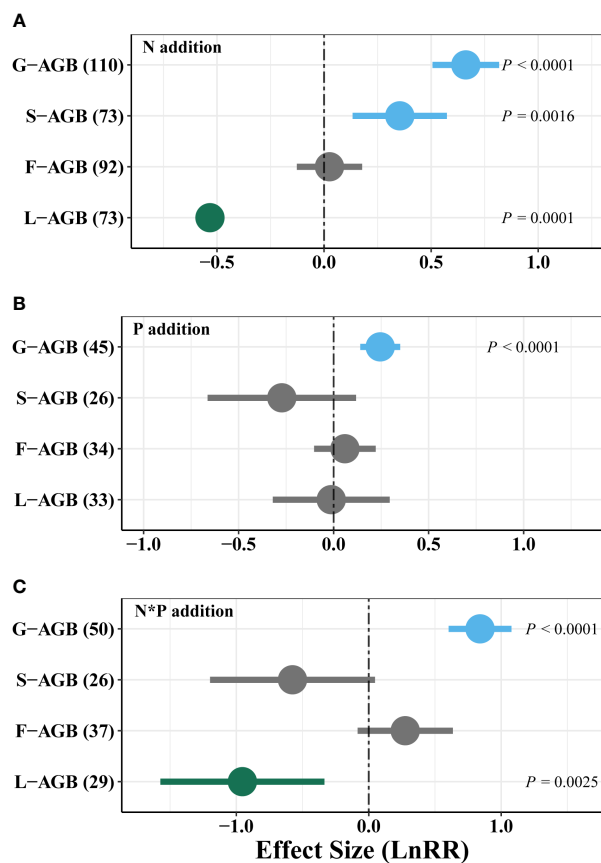 A
N addition
G−AGB (110)
P < 0.0001
S−AGB (73)
P = 0.0016
F−AGB (92)
L−AGB (73)
P = 0.0001
−0.5 0.0 0.5 1.0
B
P addition
G−AGB (45)
P < 0.0001
S−AGB (26)
F−AGB (34)
L−AGB (33)
−1.0 −0.5 0.0 0.5 1.0
C
N*P addition
G−AGB (50)
P < 0.0001
S−AGB (26)
F−AGB (37)
L−AGB (29)
P = 0.0025
−1.0 0.0 1.0
Effect Size (LnRR)